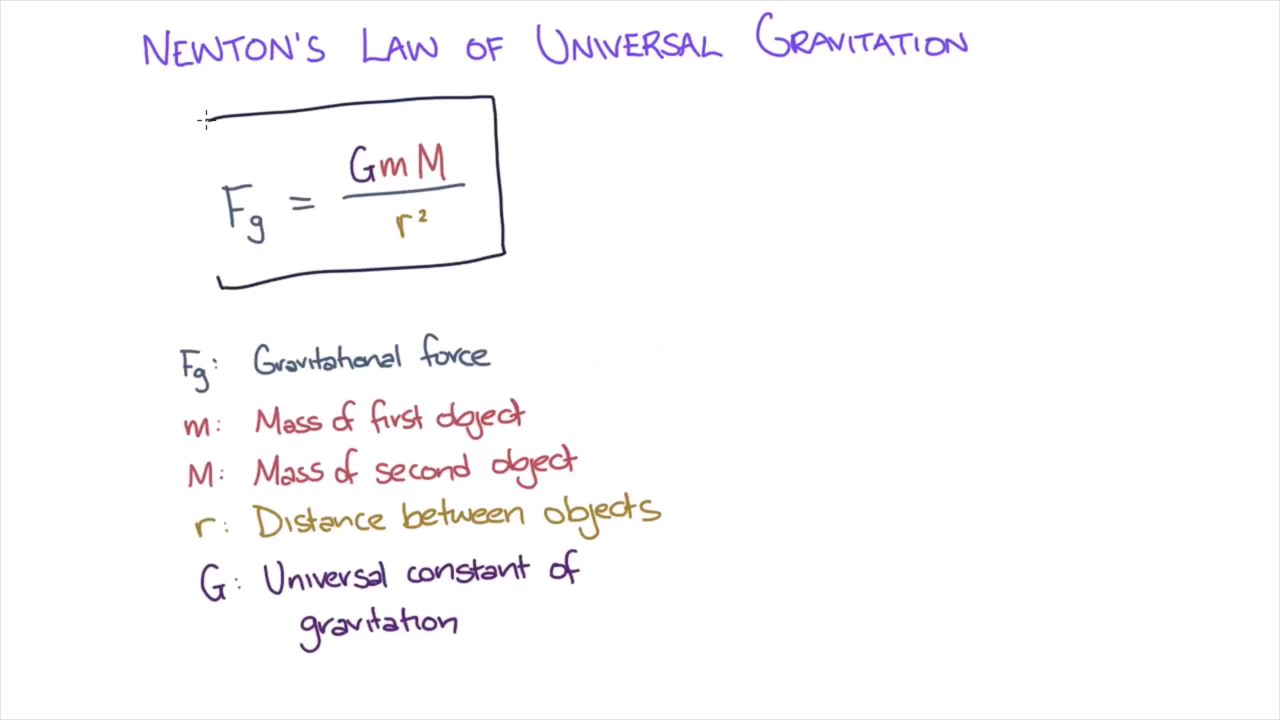 NEWTON'S LAW OF UNIVERSAL GRAVITATION
Fg = GmM / r²
Fg: Gravitational force
m: Mass of first object
M: Mass of second object
r: Distance between objects
G: Universal constant of
gravitation